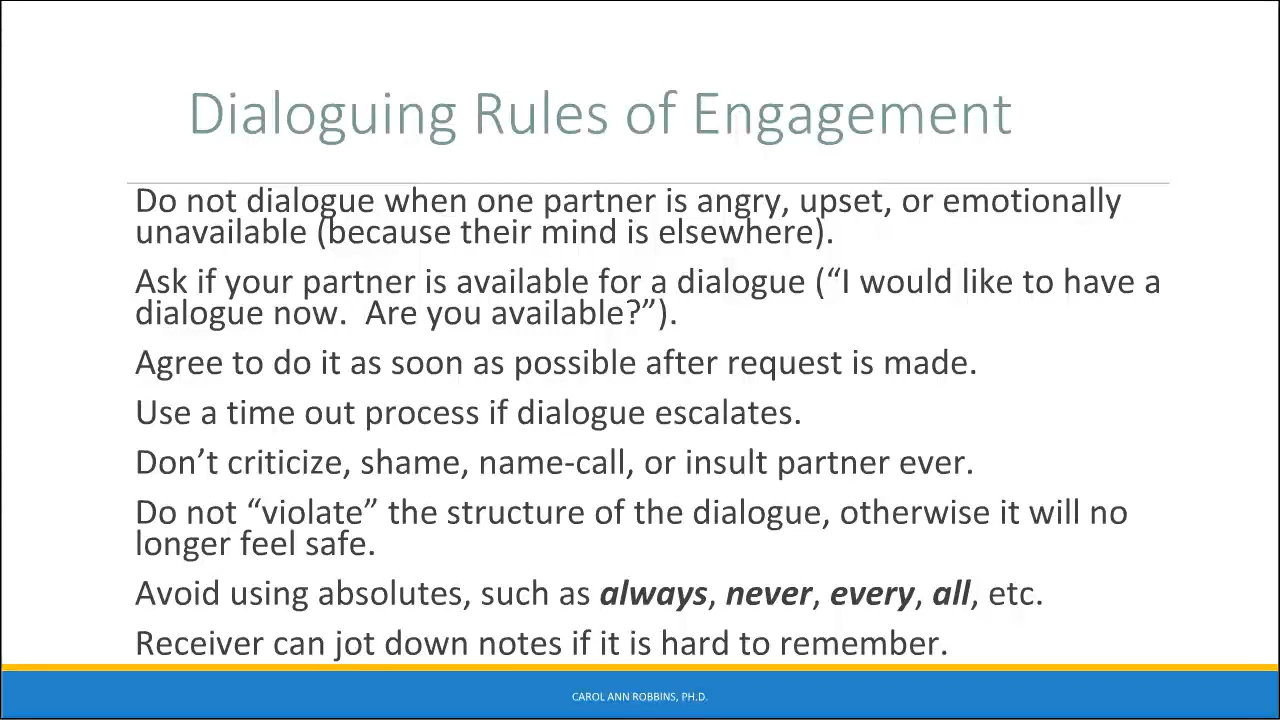 Dialoguing Rules of Engagement
Do not dialogue when one partner is angry, upset, or emotionally
unavailable (because their mind is elsewhere).
Ask if your partner is available for a dialogue (“I would like to have a
dialogue now.  Are you available?”).
Agree to do it as soon as possible after request is made.
Use a time out process if dialogue escalates.
Don’t criticize, shame, name-call, or insult partner ever.
Do not “violate” the structure of the dialogue, otherwise it will no
longer feel safe.
Avoid using absolutes, such as always, never, every, all, etc.
Receiver can jot down notes if it is hard to remember.
CAROL ANN ROBBINS, PH.D.